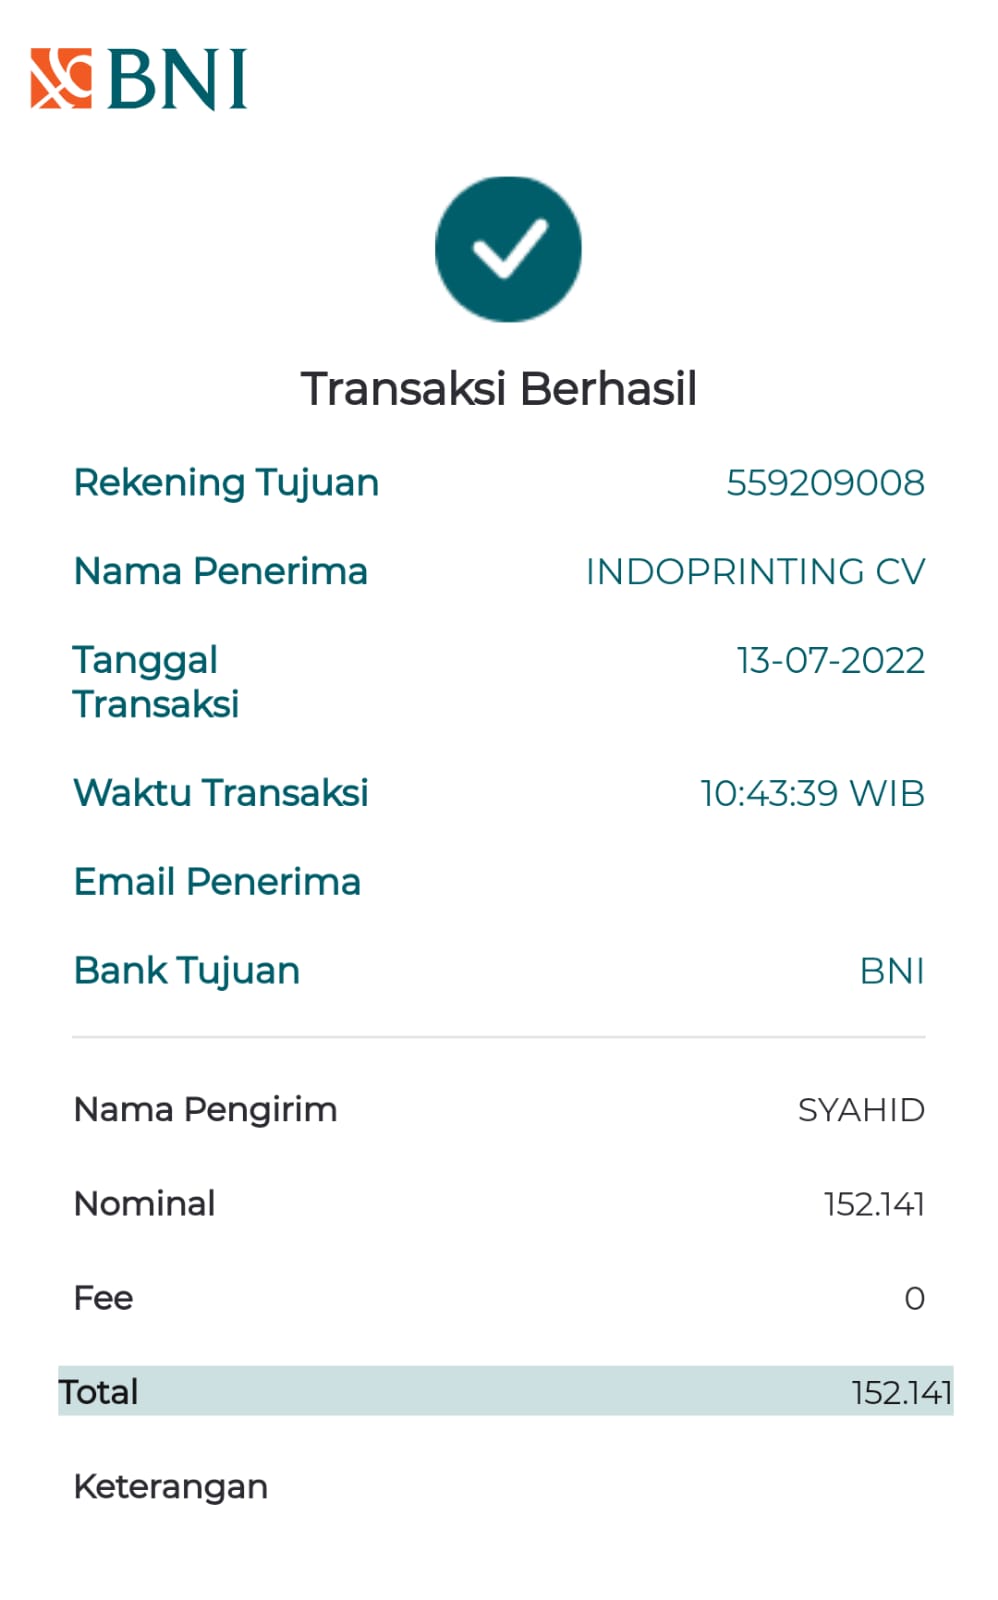 BNI
Transaksi Berhasil
Rekening Tujuan 559209008
Nama Penerima INDOPRINTING CV
Tanggal Transaksi 13-07-2022
Waktu Transaksi 10:43:39 WIB
Email Penerima
Bank Tujuan BNI
Nama Pengirim SYAHID
Nominal 152.141
Fee 0
Total 152.141
Keterangan